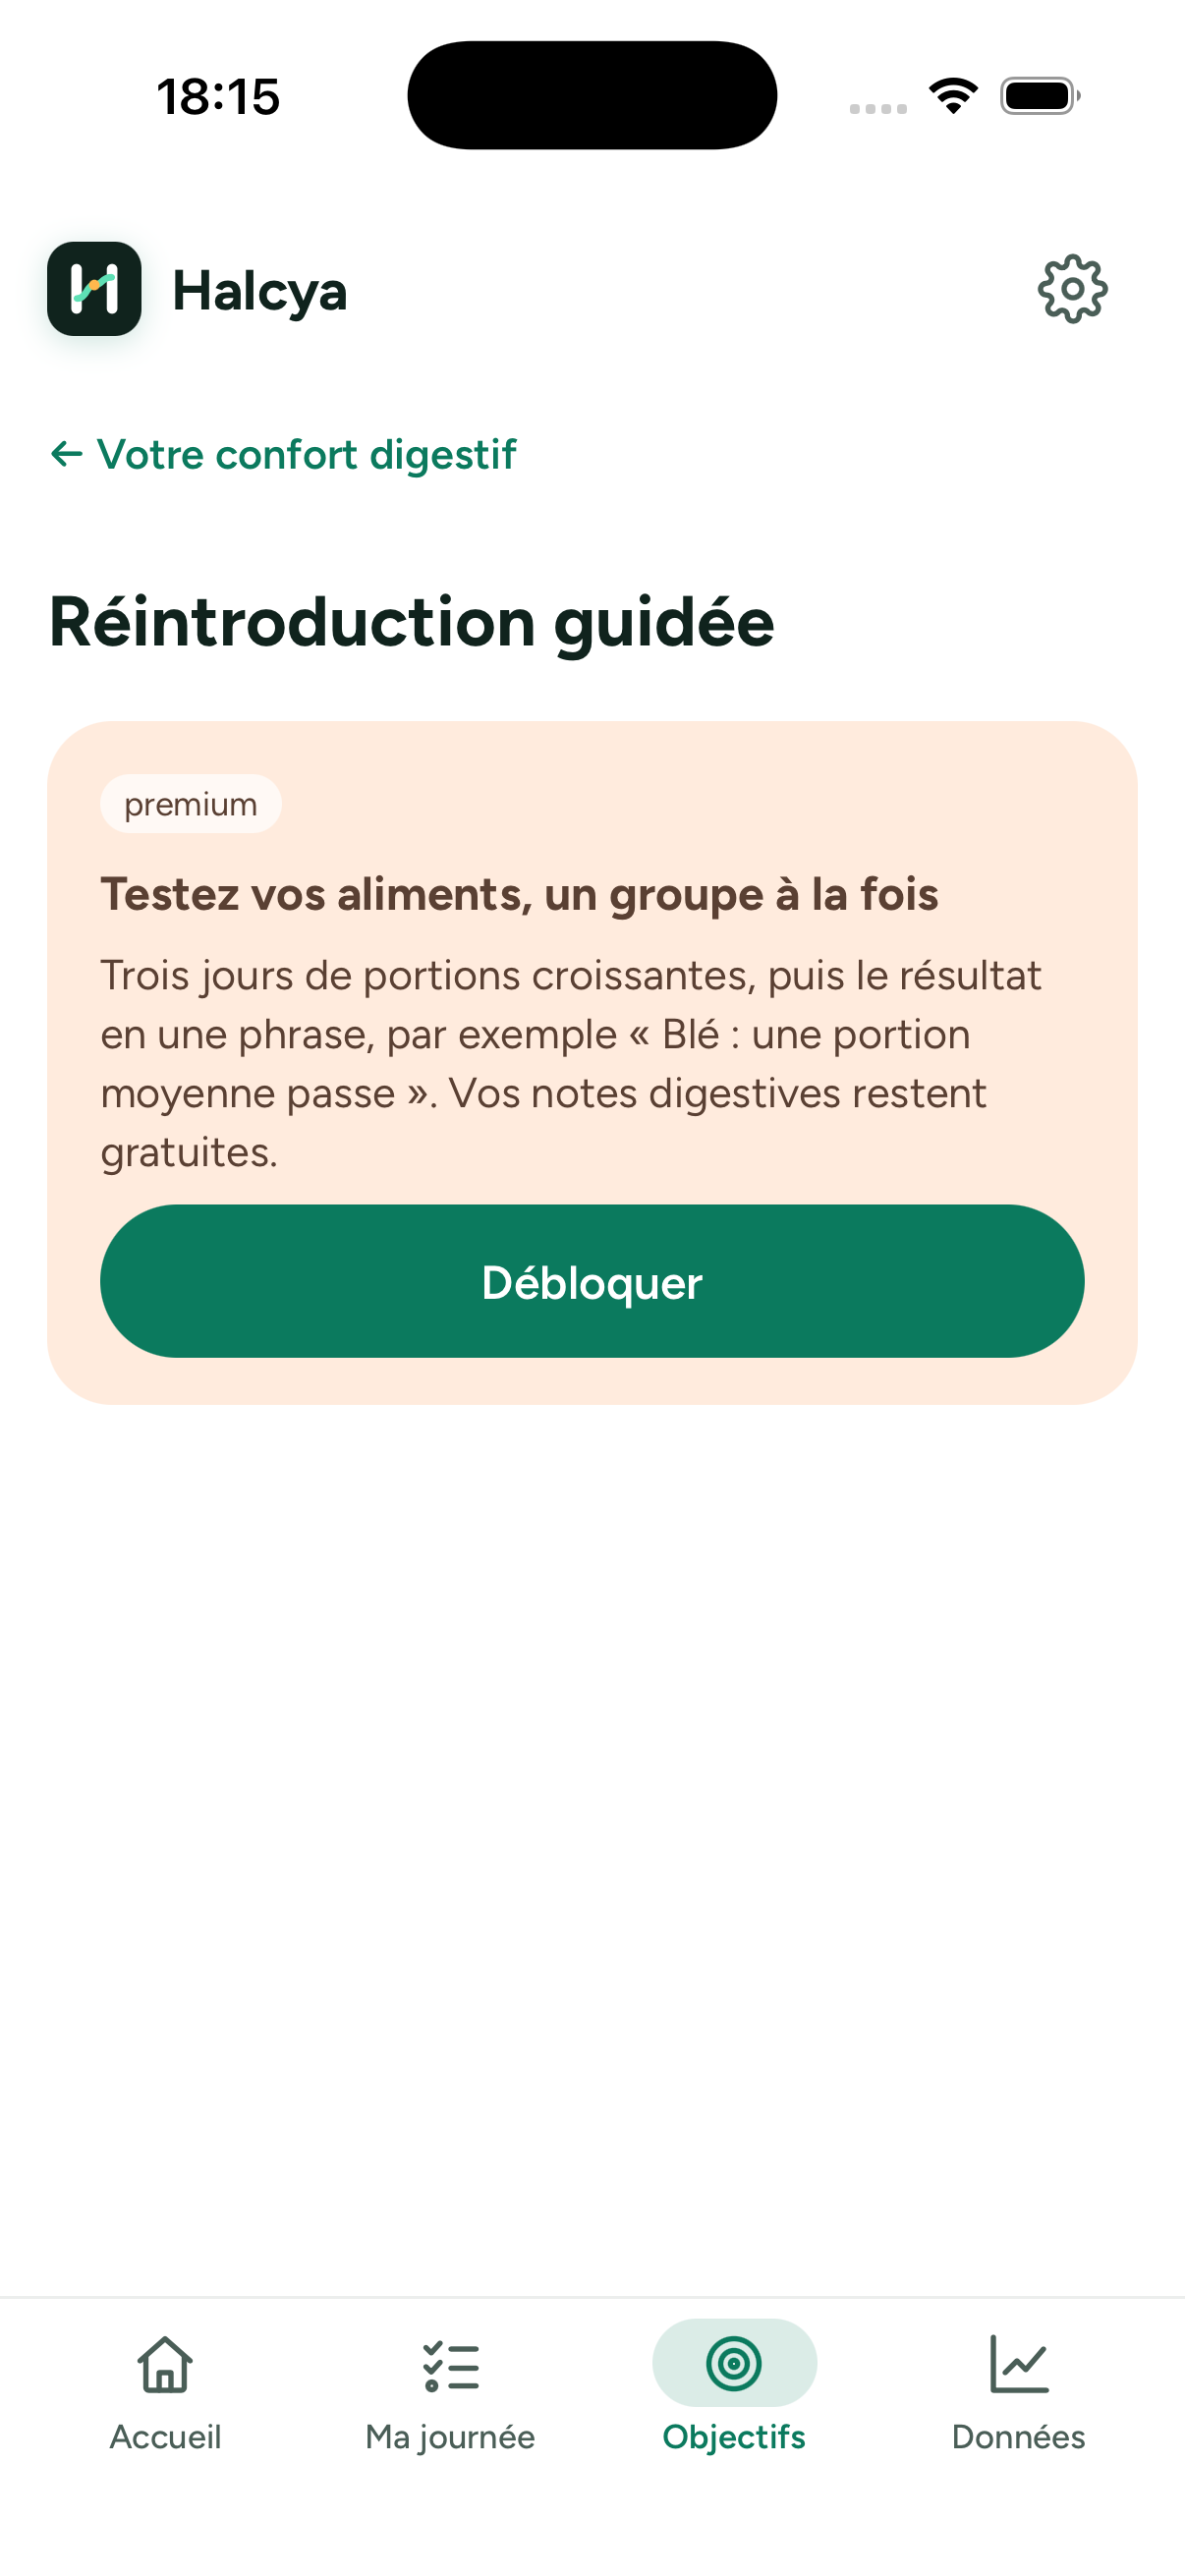 18:15
Halcya
← Votre confort digestif
Réintroduction guidée
premium
Testez vos aliments, un groupe à la fois
Trois jours de portions croissantes, puis le résultat
en une phrase, par exemple « Blé : une portion
moyenne passe ». Vos notes digestives restent
gratuites.
Débloquer
Accueil
Ma journée
Objectifs
Données